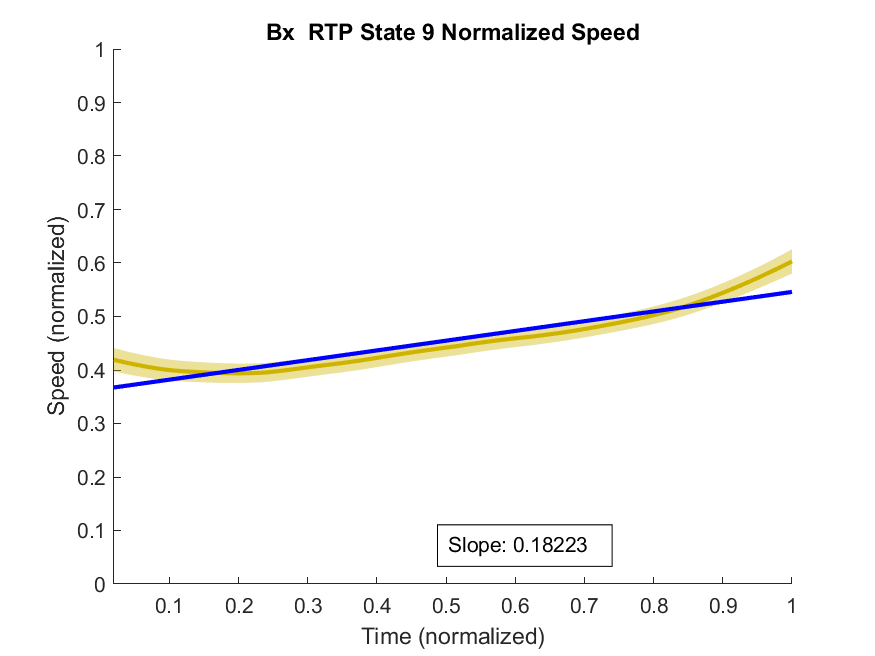 Bx  RTP State 9 Normalized Speed
1
0.9
0.8
0.7
0.6
0.5
0.4
0.3
0.2
0.1
0
Speed (normalized)
Slope: 0.18223
0.1 0.2 0.3 0.4 0.5 0.6 0.7 0.8 0.9 1
Time (normalized)